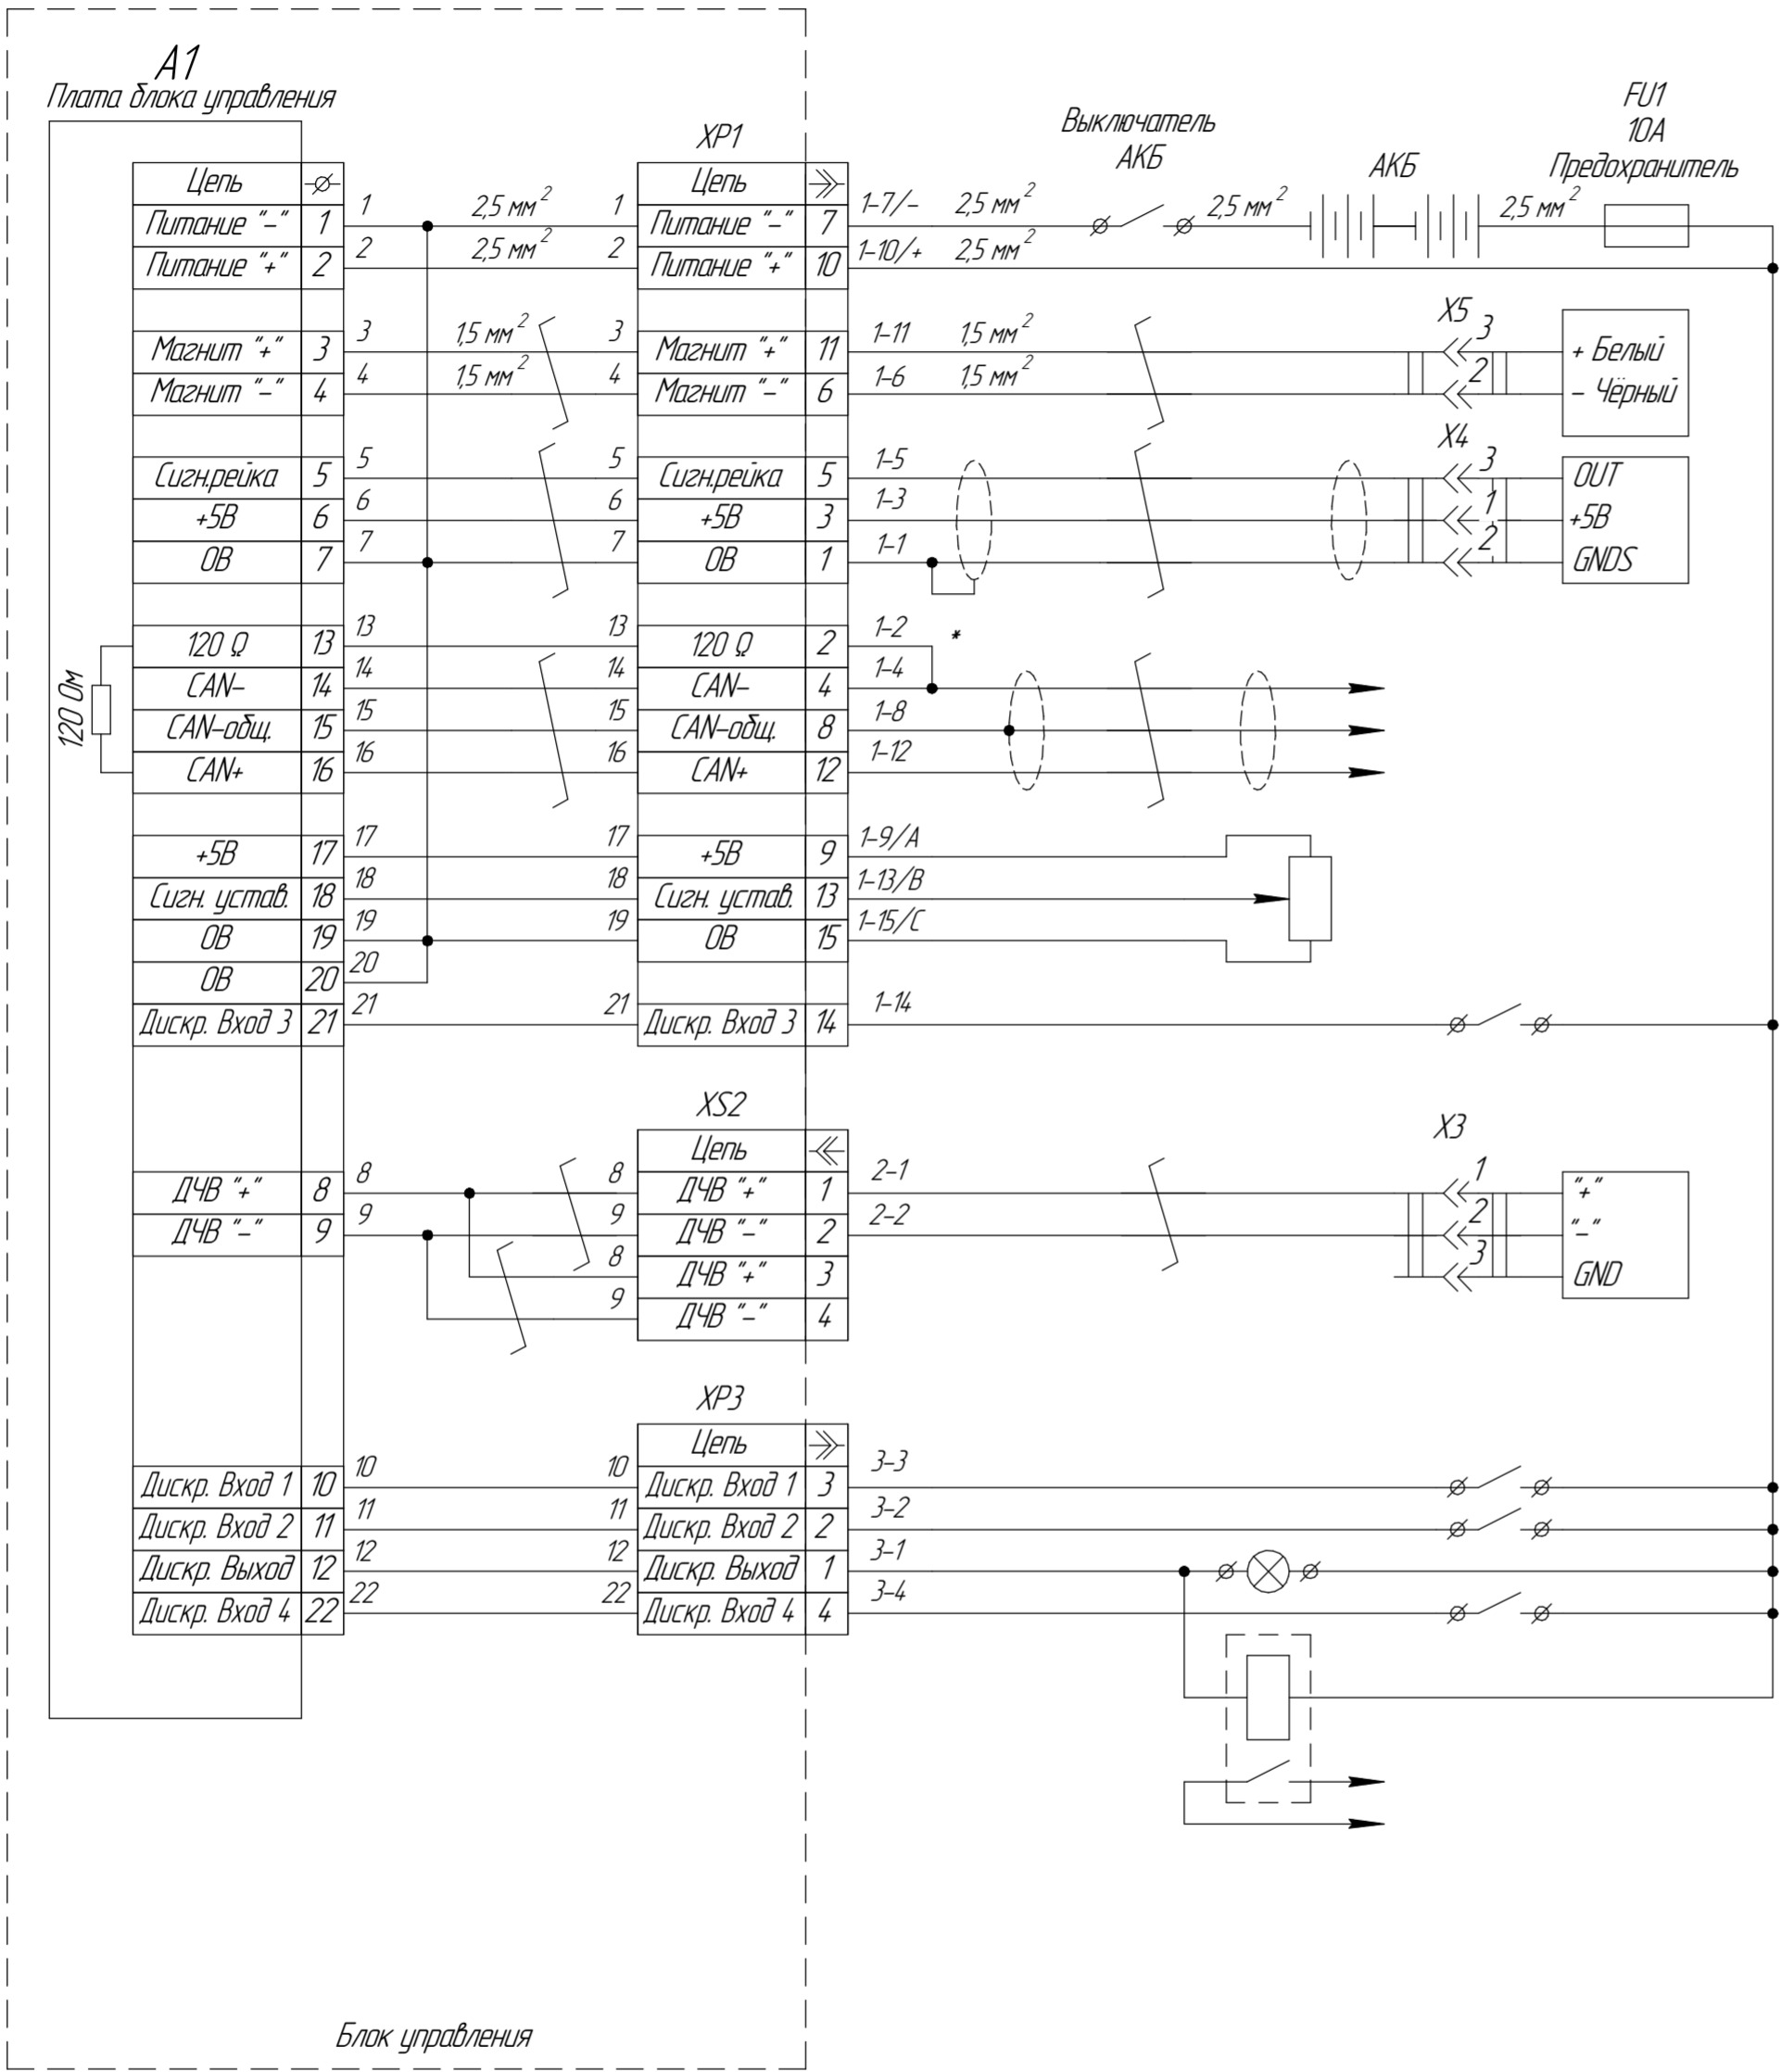 A1
Плата блока управления
Цепь
Питание "-" 1
Питание "+" 2
Магнит "+" 3
Магнит "-" 4
Сигн.рейка 5
+5В 6
0В 7
120 Ω 13
CAN- 14
CAN-общ. 15
CAN+ 16
+5В 17
Сигн. устав. 18
0В 19
0В 20
Дискр. Вход 3 21
ДЧВ "+" 8
ДЧВ "-" 9
Дискр. Вход 1 10
Дискр. Вход 2 11
Дискр. Выход 12
Дискр. Вход 4 22
120 Ом
1 2,5 мм² 1
2 2,5 мм² 2
3 1,5 мм² 3
4 1,5 мм² 4
5 5
6 6
7 7
13 13
14 14
15 15
16 16
17 17
18 18
19 19
20
21 21
8 8
9 9
8
9
10 10
11 11
12 12
22 22
XP1
Цепь
Питание "-" 7
Питание "+" 10
Магнит "+" 11
Магнит "-" 6
Сигн.рейка 5
+5В 3
0В 1
120 Ω 2
CAN- 4
CAN-общ. 8
CAN+ 12
+5В 9
Сигн. устав. 13
0В 15
Дискр. Вход 3 14
XS2
Цепь
ДЧВ "+" 1
ДЧВ "-" 2
ДЧВ "+" 3
ДЧВ "-" 4
XP3
Цепь
Дискр. Вход 1 3
Дискр. Вход 2 2
Дискр. Выход 1
Дискр. Вход 4 4
Выключатель
АКБ
АКБ
FU1
10А
Предохранитель
1-7/- 2,5 мм² 2,5 мм² 2,5 мм²
1-10/+ 2,5 мм²
1-11 1,5 мм²
1-6 1,5 мм²
1-5
1-3
1-1
1-2 *
1-4
1-8
1-12
1-9/А
1-13/В
1-15/С
1-14
2-1
2-2
3-3
3-2
3-1
3-4
X5
3 + Белый
2 - Чёрный
X4
3 OUT
1 +5В
2 GNDS
X3
1 "+"
2 "-"
3 GND
Блок управления